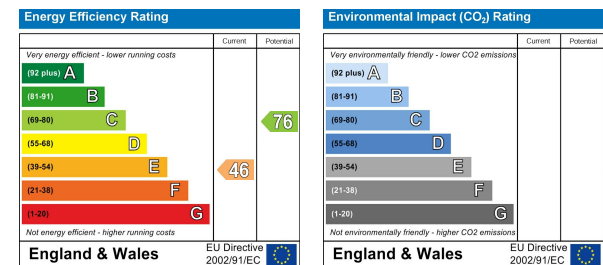 Energy Efficiency Rating
Current Potential
Very energy efficient - lower running costs
(92 plus) A
(81-91) B
(69-80) C
76
(55-68) D
(39-54) E
46
(21-38) F
(1-20) G
Not energy efficient - higher running costs
England & Wales
EU Directive
2002/91/EC
Environmental Impact (CO₂) Rating
Current Potential
Very environmentally friendly - lower CO2 emissions
(92 plus) A
(81-91) B
(69-80) C
(55-68) D
(39-54) E
(21-38) F
(1-20) G
Not environmentally friendly - higher CO2 emissions
England & Wales
EU Directive
2002/91/EC